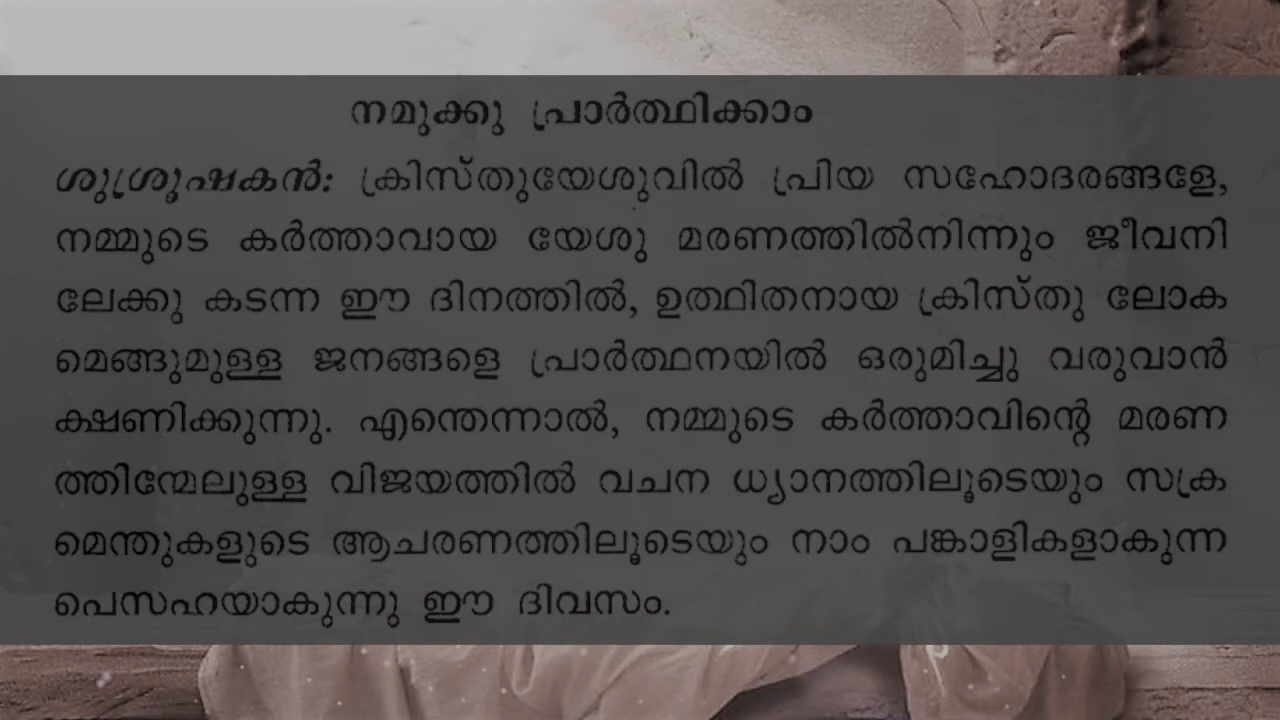 നമുക്കു പ്രാർത്ഥിക്കാം
ശുശ്രൂഷകൻ: ക്രിസ്തുയേശുവിൽ പ്രിയ സഹോദരങ്ങളേ,
നമ്മുടെ കർത്താവായ യേശു മരണത്തിൽനിന്നും ജീവനി
ലേക്കു കടന്ന ഈ ദിനത്തിൽ, ഉത്ഥിതനായ ക്രിസ്തു ലോക
മെങ്ങുമുള്ള ജനങ്ങളെ പ്രാർത്ഥനയിൽ ഒരുമിച്ചു വരുവാൻ
ക്ഷണിക്കുന്നു. എന്തെന്നാൽ, നമ്മുടെ കർത്താവിന്റെ മരണ
ത്തിന്മേലുള്ള വിജയത്തിൽ വചന ധ്യാനത്തിലൂടെയും സക്ര
മെന്തുകളുടെ ആചരണത്തിലൂടെയും നാം പങ്കാളികളാകുന്ന
പെസഹയാകുന്നു ഈ ദിവസം.